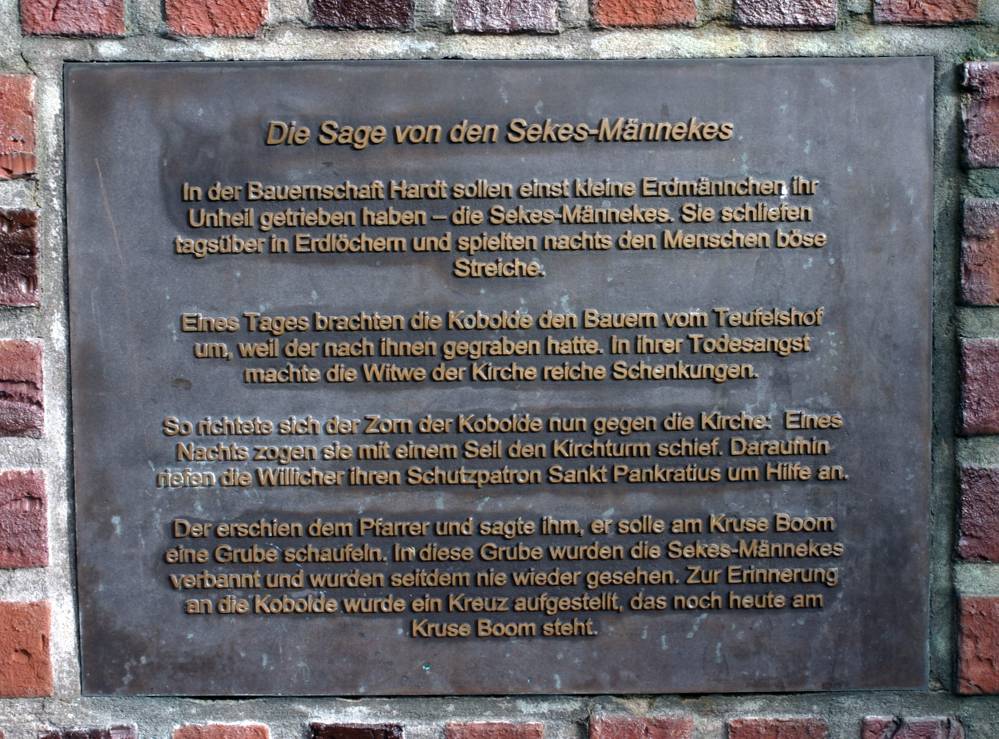 Die Sage von den Sekes-Männekes
In der Bauernschaft Hardt sollen einst kleine Erdmännchen ihr
Unheil getrieben haben – die Sekes-Männekes. Sie schliefen
tagsüber in Erdlöchern und spielten nachts den Menschen böse
Streiche.
Eines Tages brachten die Kobolde den Bauern vom Teufelshof
um, weil der nach ihnen gegraben hatte. In ihrer Todesangst
machte die Witwe der Kirche reiche Schenkungen.
So richtete sich der Zorn der Kobolde nun gegen die Kirche: Eines
Nachts zogen sie mit einem Seil den Kirchturm schief. Daraufhin
riefen die Willicher ihren Schutzpatron Sankt Pankratius um Hilfe an.
Der erschien dem Pfarrer und sagte ihm, er solle am Kruse Boom
eine Grube schaufeln. In diese Grube wurden die Sekes-Männekes
verbannt und wurden seitdem nie wieder gesehen. Zur Erinnerung
an die Kobolde wurde ein Kreuz aufgestellt, das noch heute am
Kruse Boom steht.